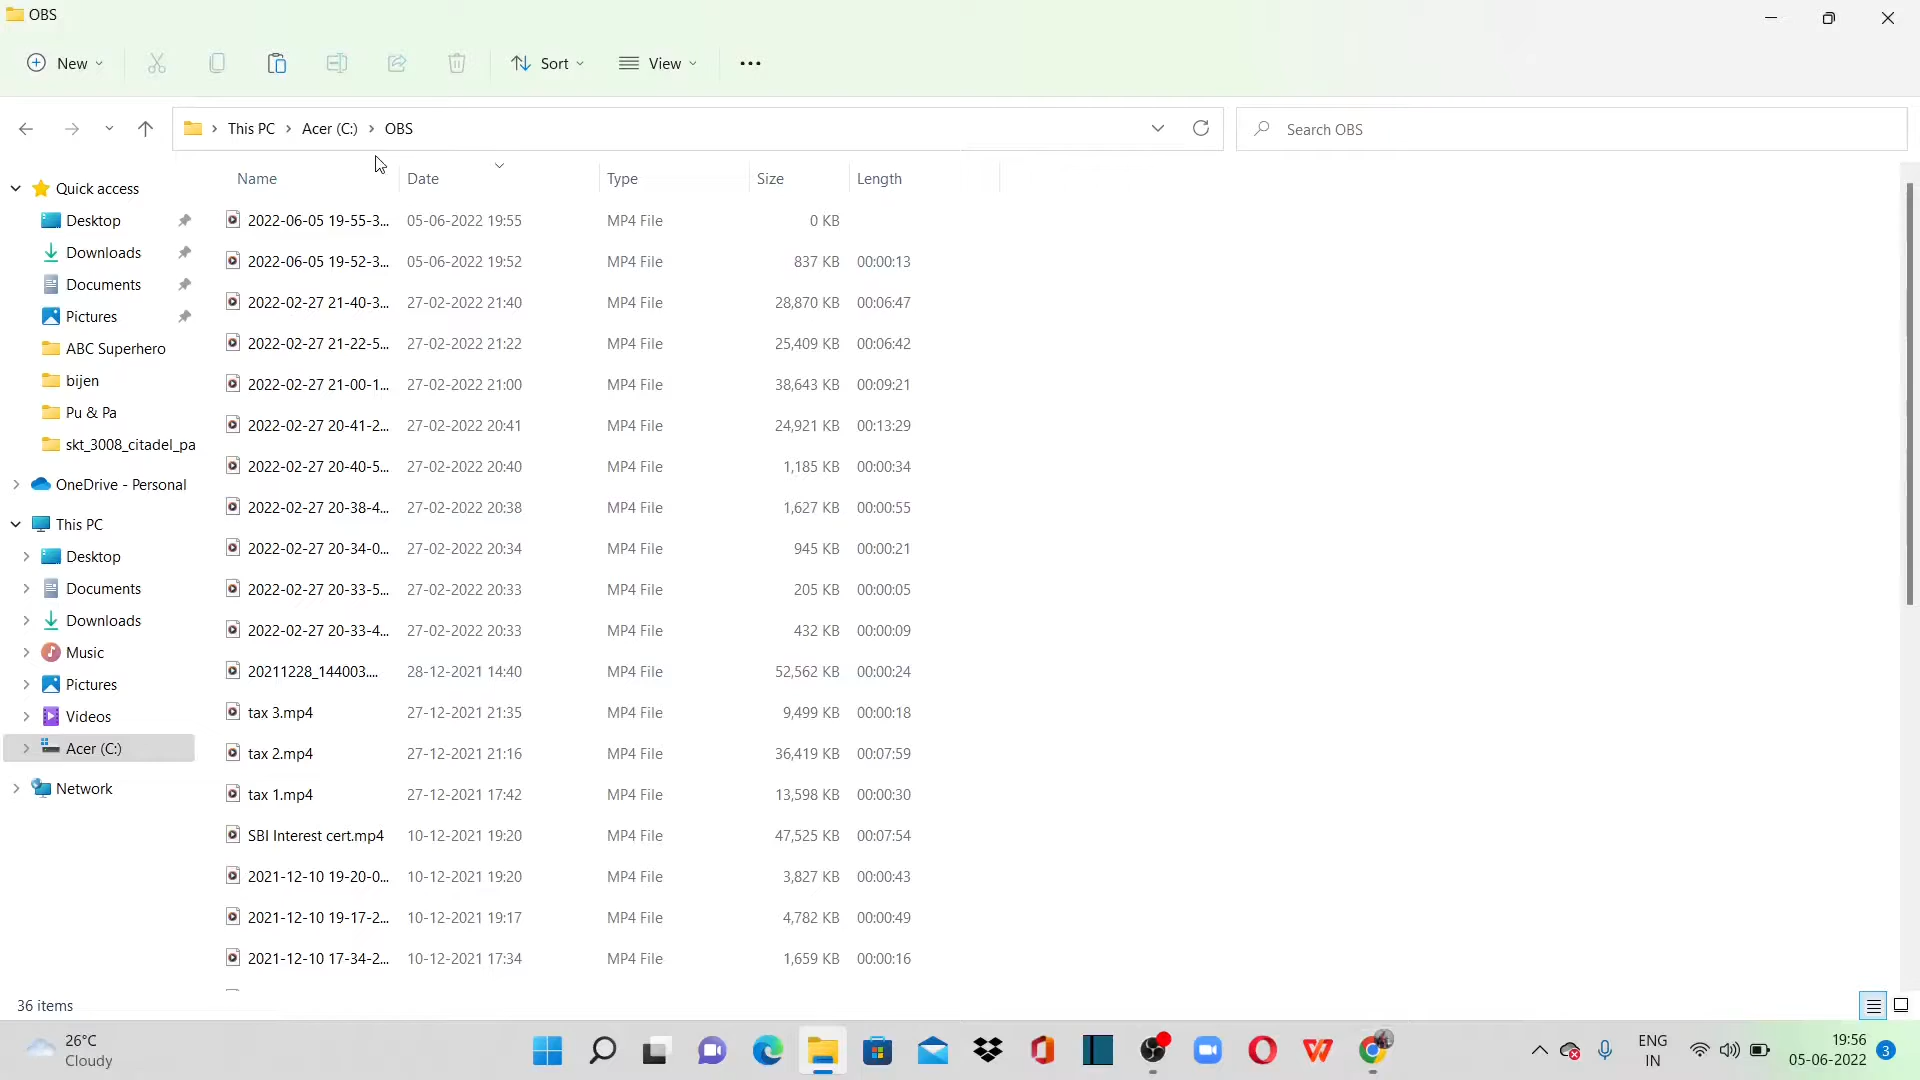 OBS
New
Sort
View
This PC
Acer (C:)
OBS
Search OBS
Quick access
Desktop
Downloads
Documents
Pictures
ABC Superhero
bijen
Pu & Pa
skt_3008_citadel_pa
OneDrive - Personal
This PC
Desktop
Documents
Downloads
Music
Pictures
Videos
Acer (C:)
Network
Name Date Type Size Length
2022-06-05 19-55-3... 05-06-2022 19:55 MP4 File 0 KB
2022-06-05 19-52-3... 05-06-2022 19:52 MP4 File 837 KB 00:00:13
2022-02-27 21-40-3... 27-02-2022 21:40 MP4 File 28,870 KB 00:06:47
2022-02-27 21-22-5... 27-02-2022 21:22 MP4 File 25,409 KB 00:06:42
2022-02-27 21-00-1... 27-02-2022 21:00 MP4 File 38,643 KB 00:09:21
2022-02-27 20-41-2... 27-02-2022 20:41 MP4 File 24,921 KB 00:13:29
2022-02-27 20-40-5... 27-02-2022 20:40 MP4 File 1,185 KB 00:00:34
2022-02-27 20-38-4... 27-02-2022 20:38 MP4 File 1,627 KB 00:00:55
2022-02-27 20-34-0... 27-02-2022 20:34 MP4 File 945 KB 00:00:21
2022-02-27 20-33-5... 27-02-2022 20:33 MP4 File 205 KB 00:00:05
2022-02-27 20-33-4... 27-02-2022 20:33 MP4 File 432 KB 00:00:09
20211228_144003.... 28-12-2021 14:40 MP4 File 52,562 KB 00:00:24
tax 3.mp4 27-12-2021 21:35 MP4 File 9,499 KB 00:00:18
tax 2.mp4 27-12-2021 21:16 MP4 File 36,419 KB 00:07:59
tax 1.mp4 27-12-2021 17:42 MP4 File 13,598 KB 00:00:30
SBI Interest cert.mp4 10-12-2021 19:20 MP4 File 47,525 KB 00:07:54
2021-12-10 19-20-0... 10-12-2021 19:20 MP4 File 3,827 KB 00:00:43
2021-12-10 19-17-2... 10-12-2021 19:17 MP4 File 4,782 KB 00:00:49
2021-12-10 17-34-2... 10-12-2021 17:34 MP4 File 1,659 KB 00:00:16
36 items
26°C
Cloudy
ENG
IN
19:56
05-06-2022
3